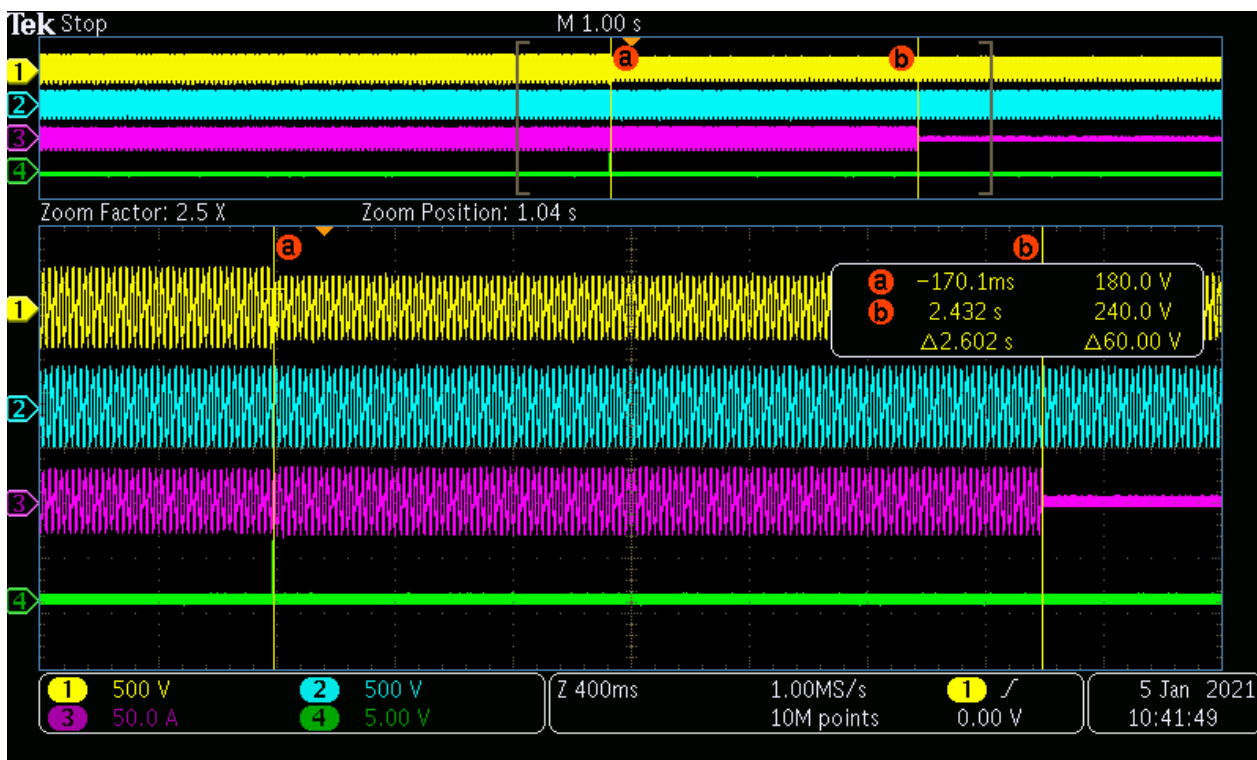 Tek Stop M 1.00 s
a b
1
2
3
4
Zoom Factor: 2.5 X Zoom Position: 1.04 s
a b
a −170.1ms 180.0 V
b 2.432 s 240.0 V
△2.602 s △60.00 V
1
2
3
4
1 500 V 2 500 V Z 400ms 1.00MS/s 1 5 Jan 2021
3 50.0 A 4 5.00 V 10M points 0.00 V 10:41:49